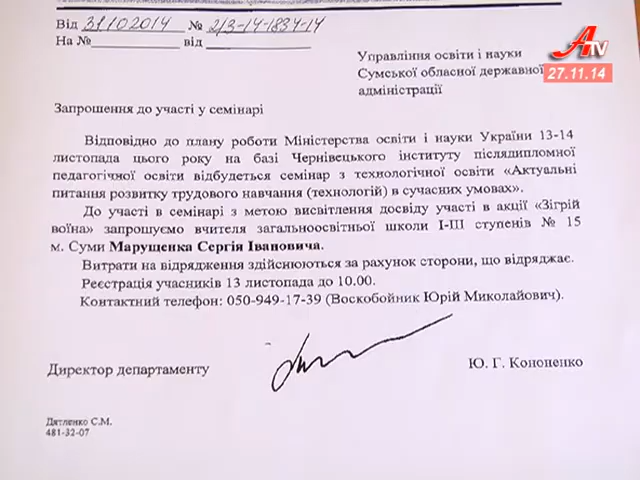 Від 31.10.2014 № 2/3-14-1834-14
На № від
Управління освіти і науки
Сумської обласної державної
адміністрації
АTV
27.11.14
Запрошення до участі у семінарі
Відповідно до плану роботи Міністерства освіти і науки України 13-14
листопада цього року на базі Чернівецького інституту післядипломної
педагогічної освіти відбудеться семінар з технологічної освіти «Актуальні
питання розвитку трудового навчання (технологій) в сучасних умовах».
До участі в семінарі з метою висвітлення досвіду участі в акції «Зігрій
воїна» запрошуємо вчителя загальноосвітньої школи І-ІІІ ступенів № 15
м. Суми Марущенка Сергія Івановича.
Витрати на відрядження здійснюються за рахунок сторони, що відряджає.
Реєстрація учасників 13 листопада до 10.00.
Контактний телефон: 050-949-17-39 (Воскобойник Юрій Миколайович).
Директор департаменту Ю. Г. Кононенко
Дятленко С.М.
481-32-07